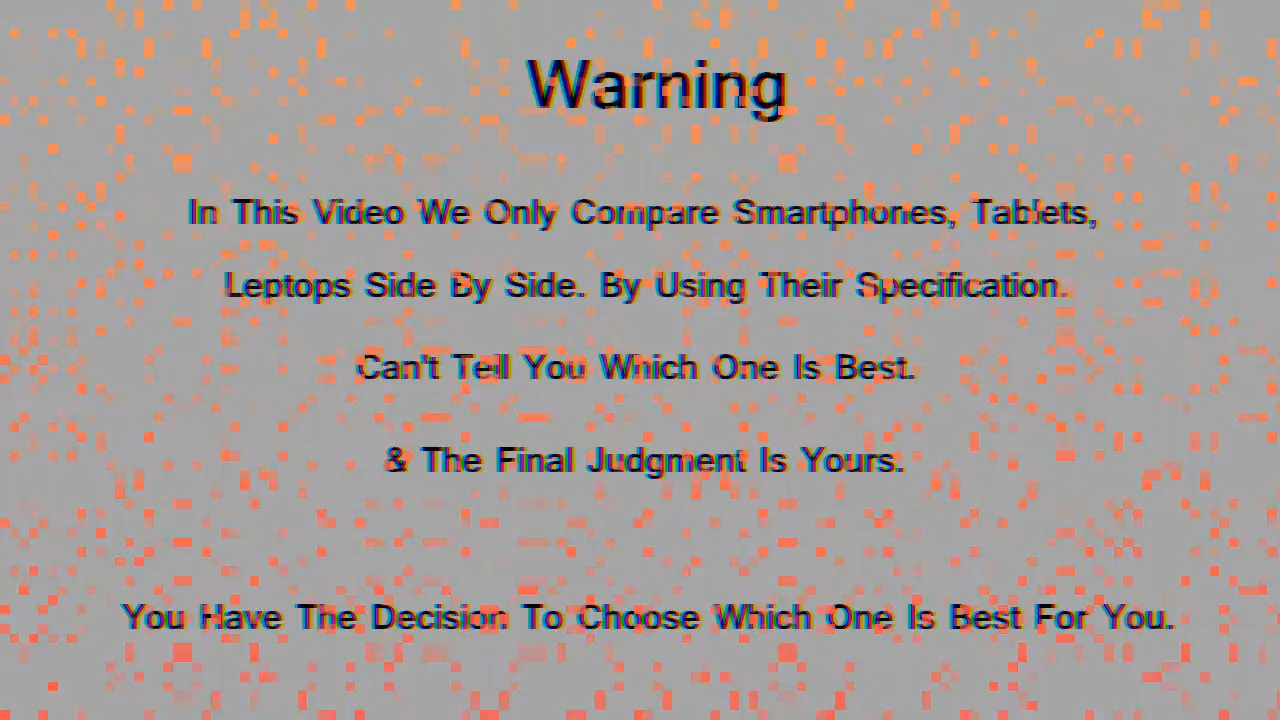 Warning
In This Video We Only Compare Smartphones, Tablets,
Leptops Side By Side. By Using Their Specification.
Can't Tell You Which One Is Best.
& The Final Judgment Is Yours.
You Have The Decision To Choose Which One Is Best For You.